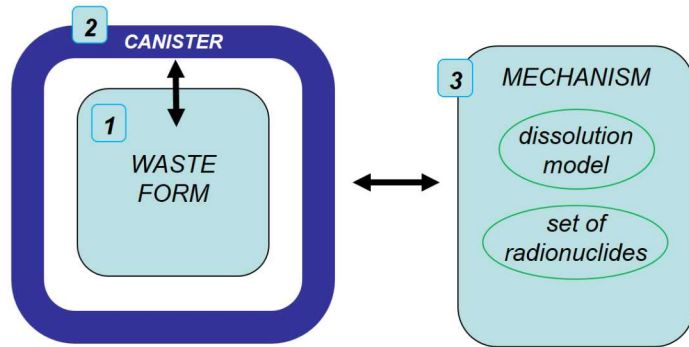 2
CANISTER
1
WASTE
FORM
3
MECHANISM
dissolution
model
set of
radionuclides